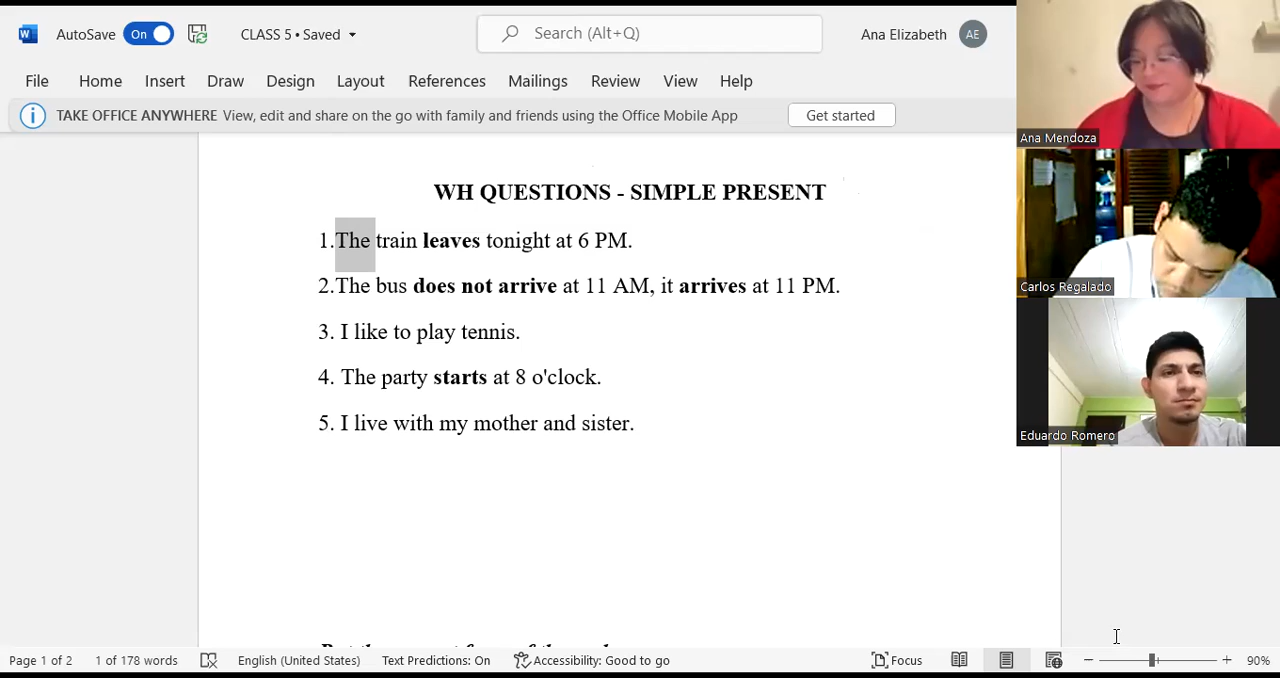 AutoSave On CLASS 5 • Saved Search (Alt+Q) Ana Elizabeth AE
File Home Insert Draw Design Layout References Mailings Review View Help
TAKE OFFICE ANYWHERE View, edit and share on the go with family and friends using the Office Mobile App Get started
Ana Mendoza
WH QUESTIONS - SIMPLE PRESENT
1.The train leaves tonight at 6 PM.
2.The bus does not arrive at 11 AM, it arrives at 11 PM.
Carlos Regalado
3. I like to play tennis.
4. The party starts at 8 o'clock.
5. I live with my mother and sister.
Eduardo Romero
Page 1 of 2 1 of 178 words English (United States) Text Predictions: On Accessibility: Good to go Focus 90%